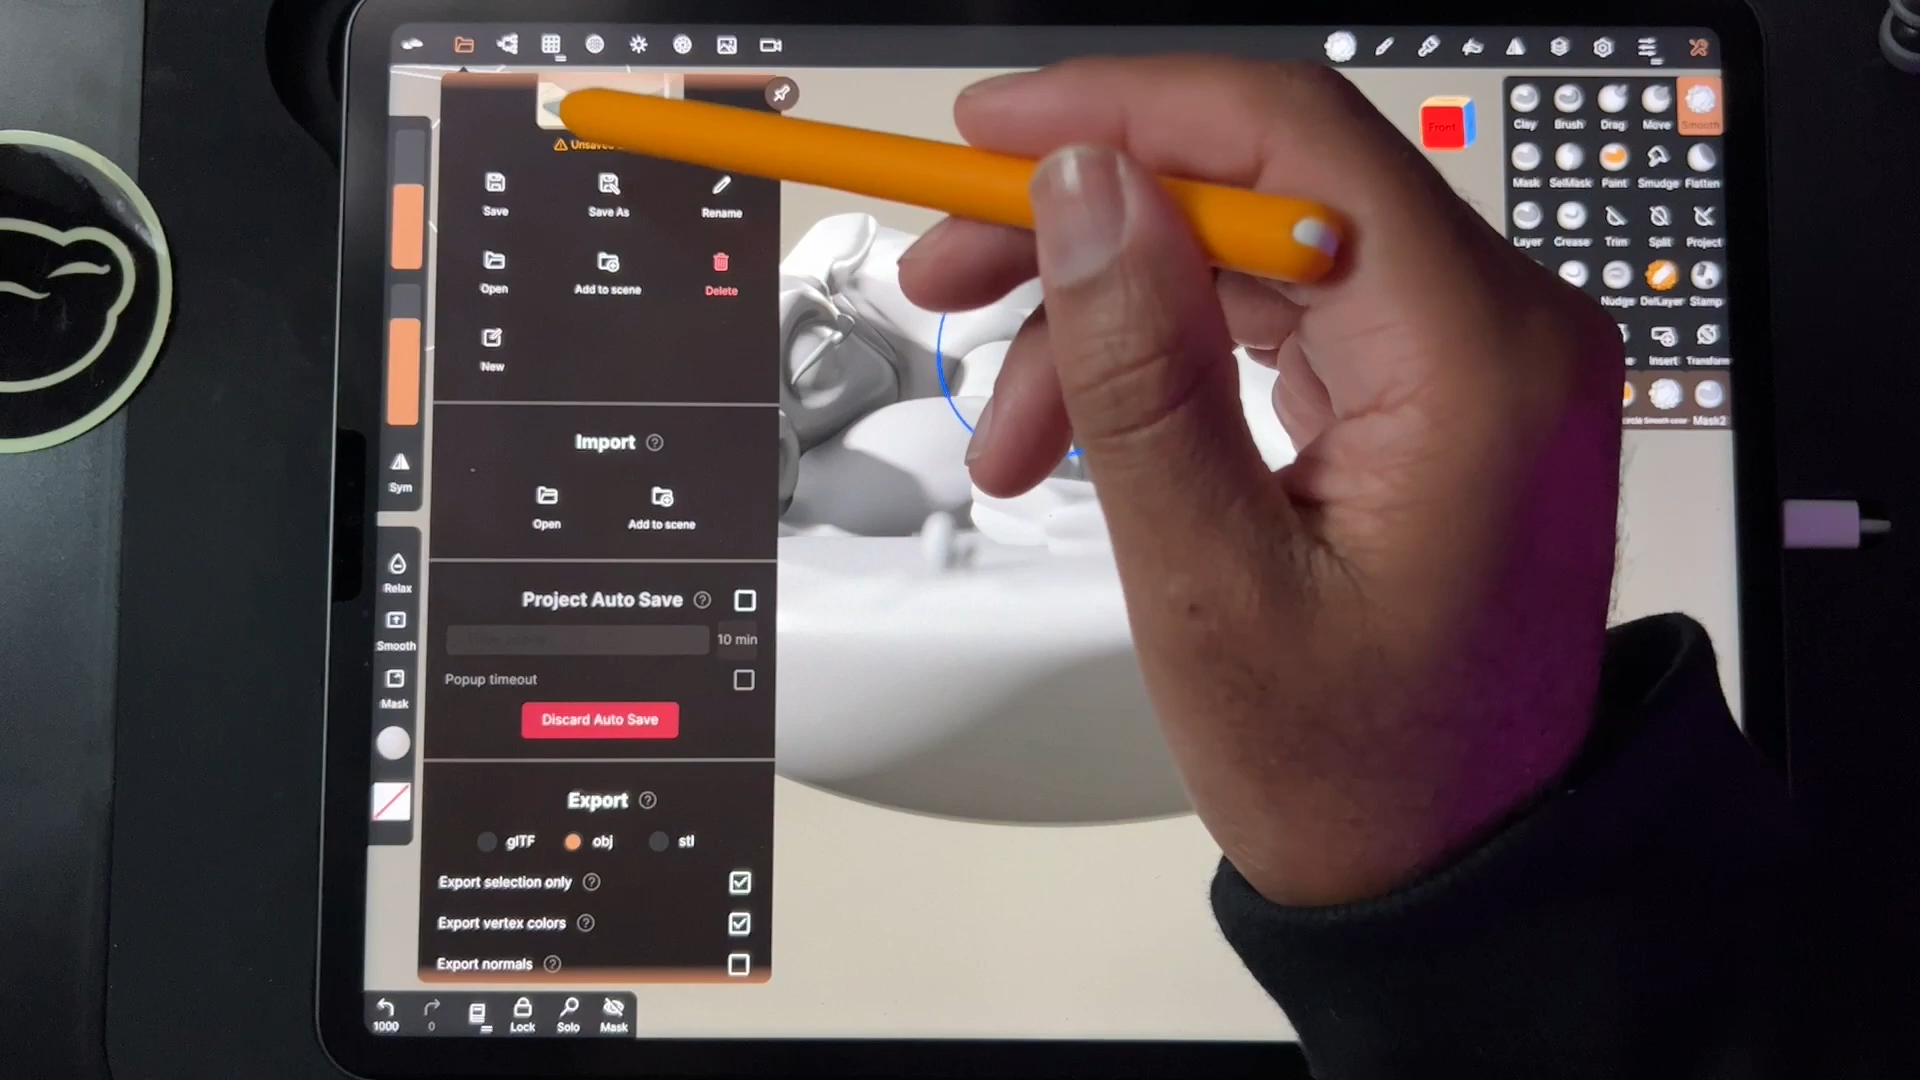 Unsaved
Save
Save As
Rename
Open
Add to scene
Delete
New
Import
Open
Add to scene
Project Auto Save
10 min
Popup timeout
Discard Auto Save
Export
glTF
obj
stl
Export selection only
Export vertex colors
Export normals
Sym
Relax
Smooth
Mask
1000
0
Lock
Solo
Mask
Front
Clay
Brush
Drag
Move
Smooth
Mask
SelMask
Paint
Smudge
Flatten
Layer
Crease
Trim
Split
Project
Nudge
DelLayer
Stamp
Insert
Transform
Smooth color
Mask2